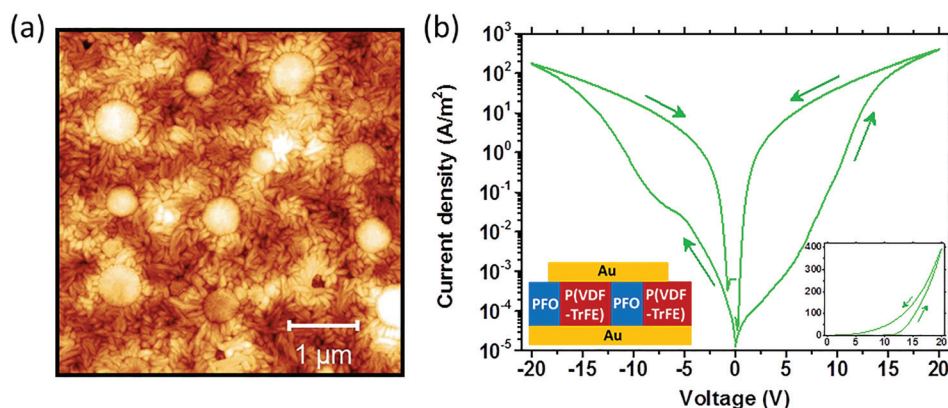 (a)
1 μm
(b)
Current density (A/m²)
10³
10²
10¹
10⁰
10⁻¹
10⁻²
10⁻³
10⁻⁴
10⁻⁵
-20 -15 -10 -5 0 5 10 15 20
Voltage (V)
Au
PFO P(VDF PFO P(VDF
-TrFE) -TrFE)
Au
400
300
200
100
0
0 5 10 15 20